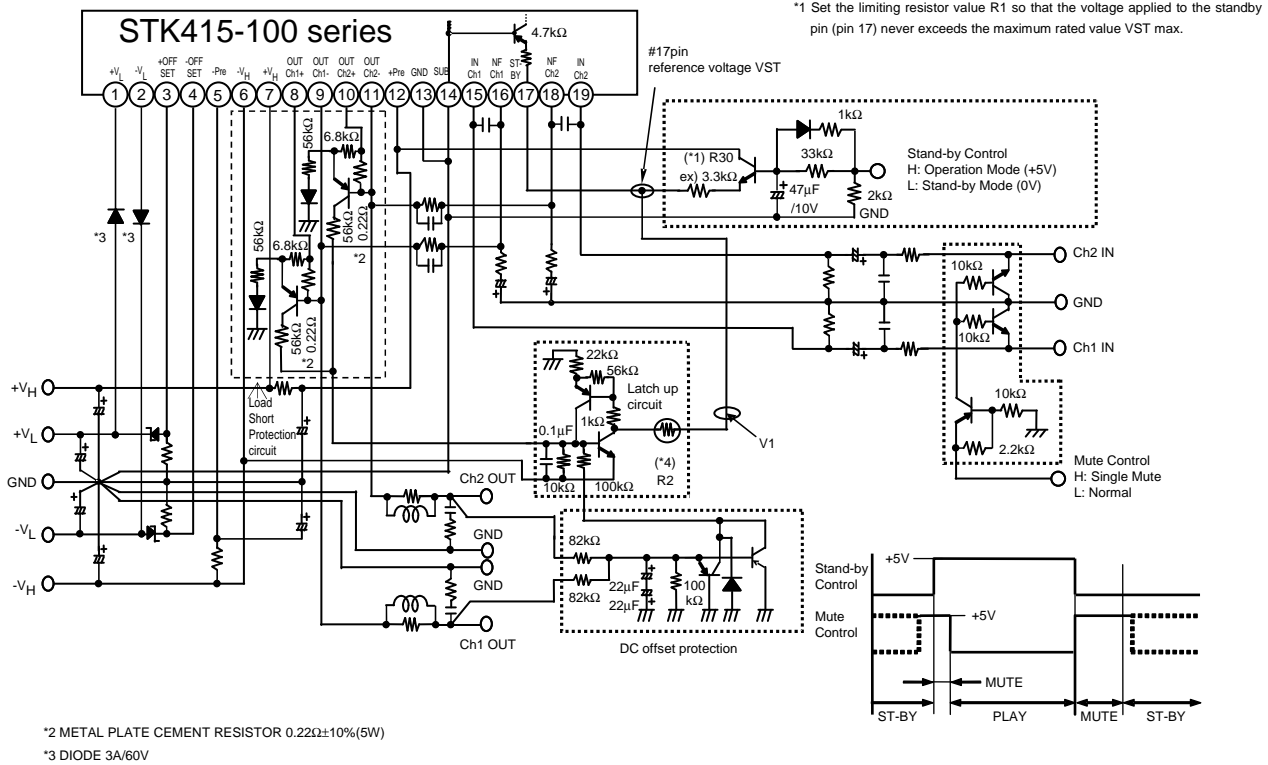 *1 Set the limiting resistor value R1 so that the voltage applied to the standby
pin (pin 17) never exceeds the maximum rated value VST max.
STK415-100 series
4.7kΩ
#17pin
reference voltage VST
+VL
-VL
+OFF SET
-OFF SET
-Pre
-VH
+VH
OUT Ch1+
OUT Ch1-
OUT Ch2+
OUT Ch2-
+Pre
GND
SUB
IN Ch1
NF Ch1
ST-BY
NF Ch2
IN Ch2
1 2 3 4 5 6 7 8 9 10 11 12 13 14 15 16 17 18 19
56kΩ
6.8kΩ
56kΩ
0.22Ω
*2
56kΩ
6.8kΩ
56kΩ
0.22Ω
*2
*3
*3
(*1) R30
ex) 3.3kΩ
1kΩ
33kΩ
47µF
/10V
2kΩ
GND
Stand-by Control
H: Operation Mode (+5V)
L: Stand-by Mode (0V)
Ch2 IN
10kΩ
GND
10kΩ
Ch1 IN
10kΩ
2.2kΩ
Mute Control
H: Single Mute
L: Normal
+VH
+VL
GND
-VL
-VH
Load
Short
Protection
circuit
22kΩ
56kΩ
Latch up
circuit
1kΩ
0.1µF
(*4)
R2
10kΩ
100kΩ
V1
Ch2 OUT
GND
GND
Ch1 OUT
82kΩ
82kΩ
22µF
22µF
100
kΩ
DC offset protection
Stand-by
Control
+5V
Mute
Control
+5V
MUTE
ST-BY
PLAY
MUTE
ST-BY
*2 METAL PLATE CEMENT RESISTOR 0.22Ω±10%(5W)
*3 DIODE 3A/60V